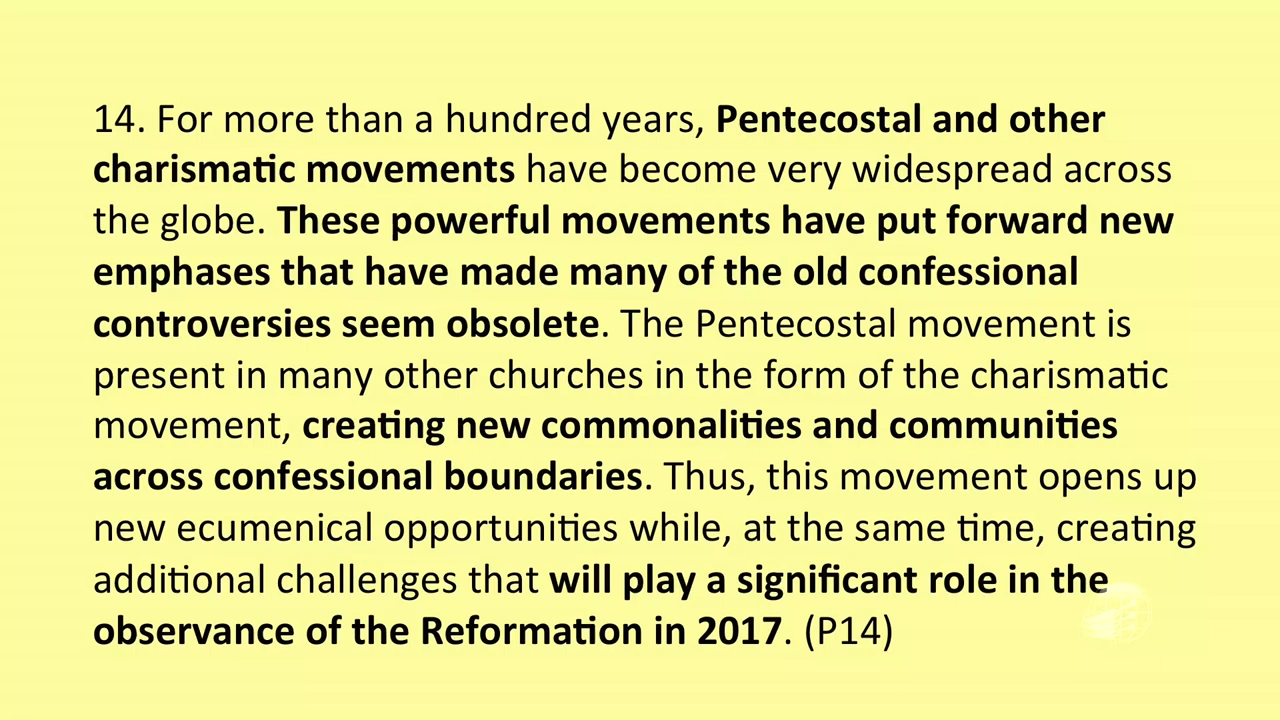 14. For more than a hundred years, Pentecostal and other
charismatic movements have become very widespread across
the globe. These powerful movements have put forward new
emphases that have made many of the old confessional
controversies seem obsolete. The Pentecostal movement is
present in many other churches in the form of the charismatic
movement, creating new commonalities and communities
across confessional boundaries. Thus, this movement opens up
new ecumenical opportunities while, at the same time, creating
additional challenges that will play a significant role in the
observance of the Reformation in 2017. (P14)